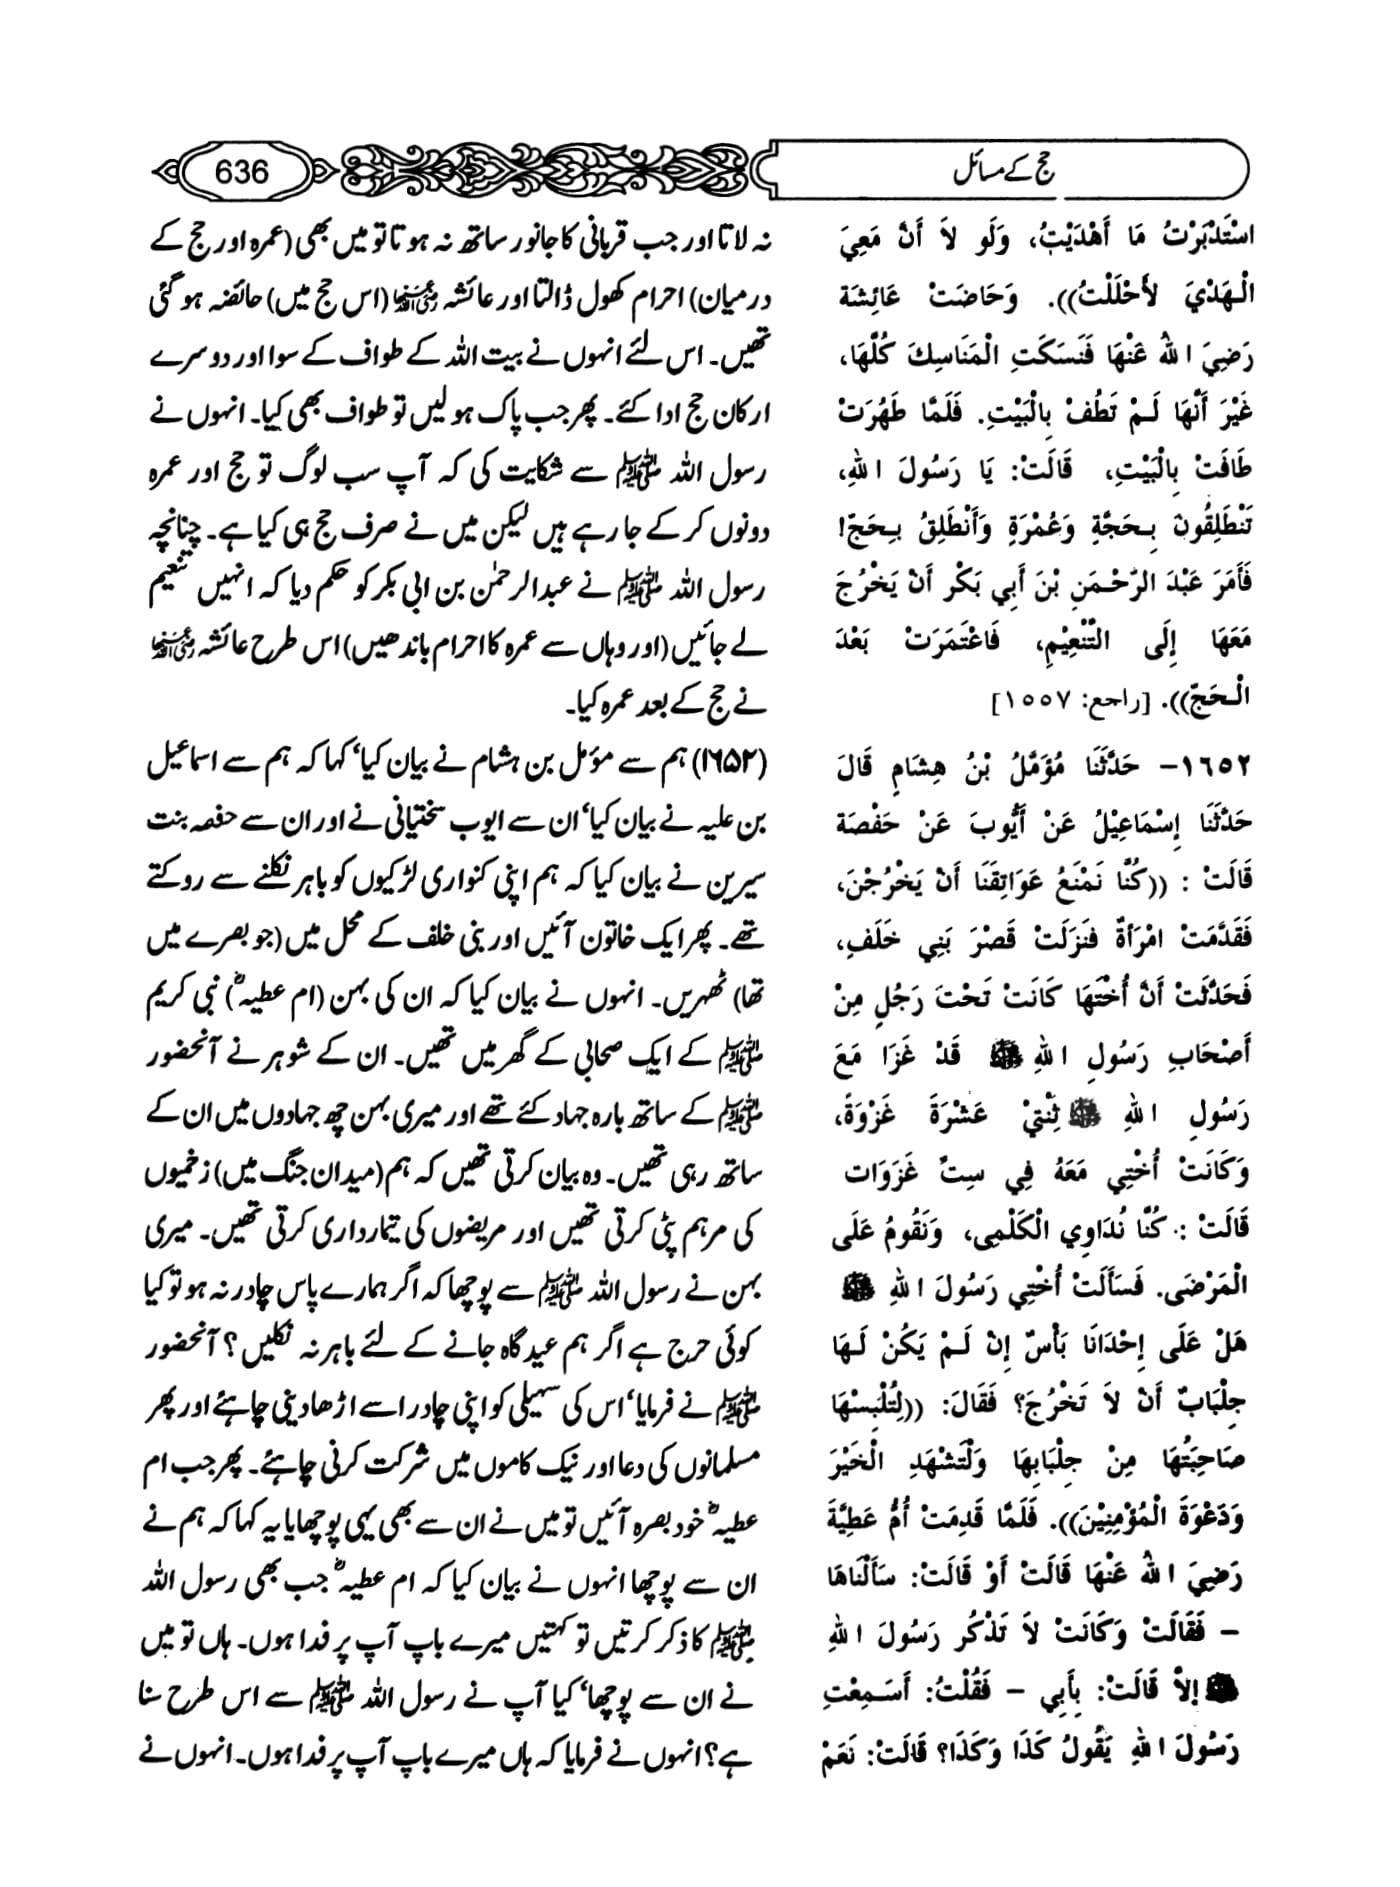 حج کے مسائل
636
اسْتَدْبَرْتُ مَا أَهْدَيْتُ، وَلَو لاَ أَنَّ مَعِيَ
الْـهَدْيَ لأَحْلَلْتُ)). وَحَاضَتْ عَائِشَة
رَضِيَ اللهُ عَنْهَا فَنَسَكَتِ الْمَنَاسِكَ كُلَّهَا،
غَيْرَ أَنَّهَا لَـمْ تَطُفْ بِالْبَيْتِ. فَلَمَّا طَهُرَتْ
طَافَتْ بِالْبَيْتِ، قَالَتْ: يَا رَسُولَ اللهِ،
تَنْطَلِقُونَ بِـحَجَّةٍ وَعُمْرَةٍ وَأَنْطَلِقُ بِـحَجّ!
فَأَمَرَ عَبْدَ الرَّحْـمَنِ بْنَ أَبِي بَكْر أَنْ يَخْرُجَ
مَعَهَا إِلَى التَّنْعِيْمِ، فَاعْتَمَرَتْ بَعْدَ
الْـحَجّ)). [راجع: ١٥٥٧]
١٦٥٢- حَدَّثَنَا مُؤَمَّلُ بْنُ هِشَامٍ قَالَ
حَدَّثَنَا إِسْمَاعِيْلُ عَنْ أَيُّوبَ عَنْ حَفْصَة
قَالَتْ : ((كُنَّا نَمْنَعُ عَوَاتِقَنَا أَنْ يَخْرُجْنَ،
فَقَدَّمَتْ امْرَأَةٌ فَنَزَلَتْ قَصْرَ بَنِي خَلَفٍ،
فَحَدَّثَتْ أَنَّ أُخْتَهَا كَانَتْ تَحْتَ رَجُلٍ مِنْ
أَصْحَابِ رَسُولِ اللهِ ﷺ قَدْ غَزَا مَعَ
رَسُولِ اللهِ ﷺ ثِنْتِيْ عَشْرَةَ غَزْوَةً،
وَكَانَتْ أُخْتِي مَعَهُ فِي سِتٌ غَزَوَات
قَالَتْ : كُنَّا نُدَاوِي الْكَلْمِى، وَنَقُومُ عَلَى
الْمَرْضَى. فَسَأَلَتْ أُخْتِي رَسُولَ اللهِ ﷺ
هَلْ عَلَى إِحْدَانَا بَأْسٌ إِنْ لَـمْ يَكُنْ لَـهَا
جِلْبَابٌ أَنْ لاَ تَخْرُجَ؟ فَقَالَ: ((لِتُلْبِسْهَا
صَاحِبَتُهَا مِنْ جِلْبَابِهَا وَلْتَشْهَدِ الْخَيْرَ
وَدَعْوَةَ الْمُؤْمِنِيْنَ)). فَلَمَّا قَدِمَتْ أُمُّ عَطِيَّةَ
رَضِيَ اللهُ عَنْهَا قَالَتْ أَوْ قَالَتْ: سَأَلْنَاهَا
– فَقَالَتْ وَكَانَتْ لاَ تَذْكُر رَسُولَ اللهِ
ﷺ إِلاَّ قَالَتْ: بِأَبِي – فَقُلْتُ: أَسَـمِعْتِ
رَسُولَ اللهِ يَقُولُ كَذَا وَكَذَا؟ قَالَتْ: نَعَمْ
نہ لاتا اور جب قربانی کا جانور ساتھ نہ ہوتا تو میں بھی (عمرہ اور حج کے
درمیان) احرام کھول ڈالتا اور عائشہ رضی اللہ عنہا (اس حج میں) حائضہ ہو گئی
تھیں۔ اس لئے انہوں نے بیت اللہ کے طواف کے سوا اور دوسرے
ارکان حج ادا کئے۔ پھر جب پاک ہو لیں تو طواف بھی کیا۔ انہوں نے
رسول اللہ ﷺ سے شکایت کی کہ آپ سب لوگ تو حج اور عمرہ
دونوں کر کے جا رہے ہیں لیکن میں نے صرف حج ہی کیا ہے۔ چنانچہ
رسول اللہ ﷺ نے عبدالرحمٰن بن ابی بکر کو حکم دیا کہ انہیں تنعیم
لے جائیں (اور وہاں سے عمرہ کا احرام باندھیں) اس طرح عائشہ رضی اللہ عنہا
نے حج کے بعد عمرہ کیا۔
(۱۶۵۲) ہم سے مؤمل بن ہشام نے بیان کیا‘ کہا کہ ہم سے اسماعیل
بن علیہ نے بیان کیا‘ ان سے ایوب سختیانی نے اور ان سے حفصہ بنت
سیرین نے بیان کیا کہ ہم اپنی کنواری لڑکیوں کو باہر نکلنے سے روکتے
تھے۔ پھر ایک خاتون آئیں اور بنی خلف کے محل میں (جو بصرے میں
تھا) ٹھہریں۔ انہوں نے بیان کیا کہ ان کی بہن (ام عطیہؓ) نبی کریم
ﷺ کے ایک صحابی کے گھر میں تھیں۔ ان کے شوہر نے آنحضور
ﷺ کے ساتھ بارہ جہاد کئے تھے اور میری بہن چھ جہادوں میں ان کے
ساتھ رہی تھیں۔ وہ بیان کرتی تھیں کہ ہم (میدان جنگ میں) زخمیوں
کی مرہم پٹی کرتی تھیں اور مریضوں کی تیمارداری کرتی تھیں۔ میری
بہن نے رسول اللہ ﷺ سے پوچھا کہ اگر ہمارے پاس چادر نہ ہو تو کیا
کوئی حرج ہے اگر ہم عیدگاہ جانے کے لئے باہر نہ نکلیں؟ آنحضور
ﷺ نے فرمایا‘ اس کی سہیلی کو اپنی چادر اسے اڑھا دینی چاہئے اور پھر
مسلمانوں کی دعا اور نیک کاموں میں شرکت کرنی چاہئے۔ پھر جب ام
عطیہؓ خود بصرہ آئیں تو میں نے ان سے بھی یہی پوچھا یا یہ کہا کہ ہم نے
ان سے پوچھا انہوں نے بیان کیا کہ ام عطیہؓ جب بھی رسول اللہ
ﷺ کا ذکر کرتیں تو کہتیں میرے باپ آپ پر فدا ہوں۔ ہاں تو میں
نے ان سے پوچھا‘ کیا آپ نے رسول اللہ ﷺ سے اس طرح سنا
ہے؟ انہوں نے فرمایا کہ ہاں میرے باپ آپ پر فدا ہوں۔ انہوں نے